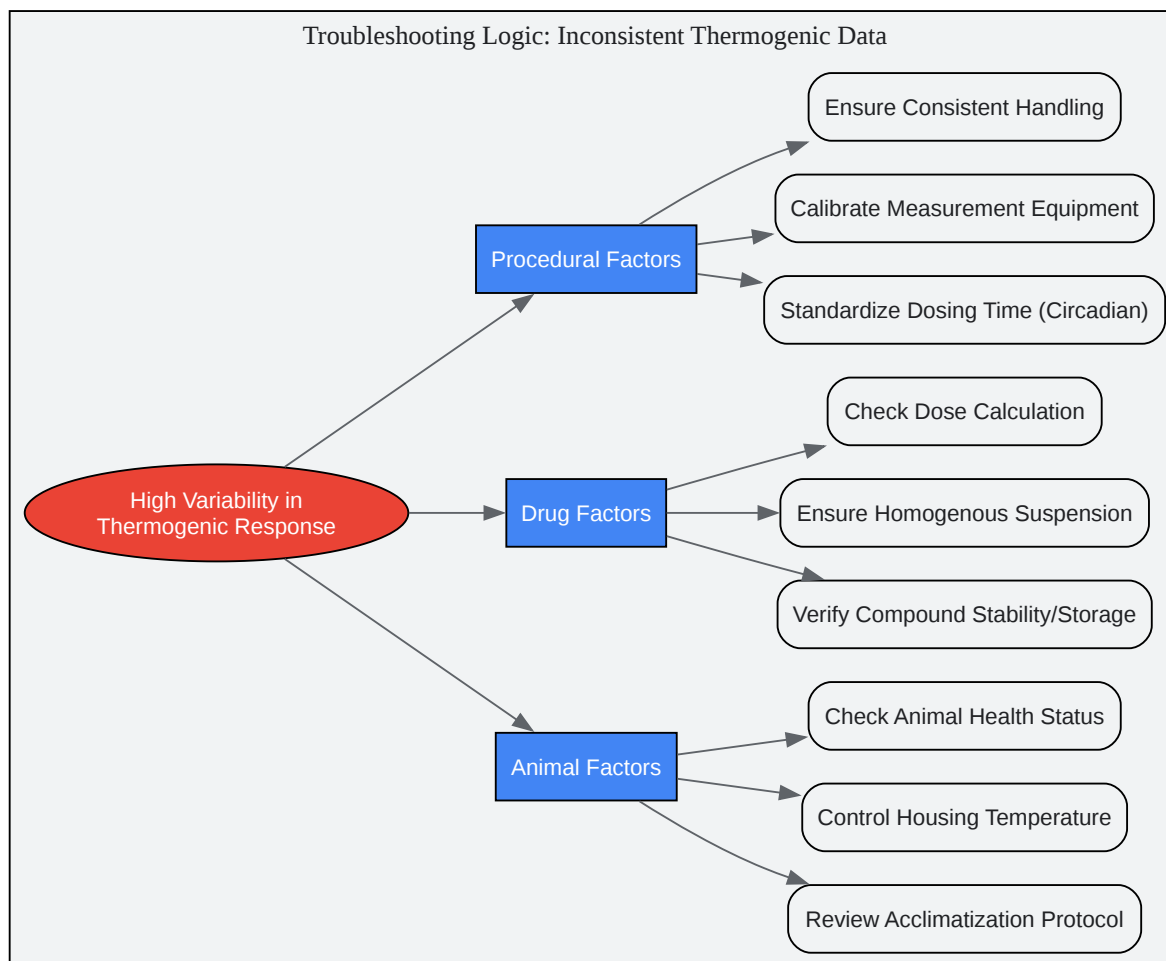 Troubleshooting Logic: Inconsistent Thermogenic Data
Ensure Consistent Handling
Calibrate Measurement Equipment
Procedural Factors
Standardize Dosing Time (Circadian)
Check Dose Calculation
High Variability in
Thermogenic Response
Drug Factors
Ensure Homogenous Suspension
Verify Compound Stability/Storage
Check Animal Health Status
Animal Factors
Control Housing Temperature
Review Acclimatization Protocol